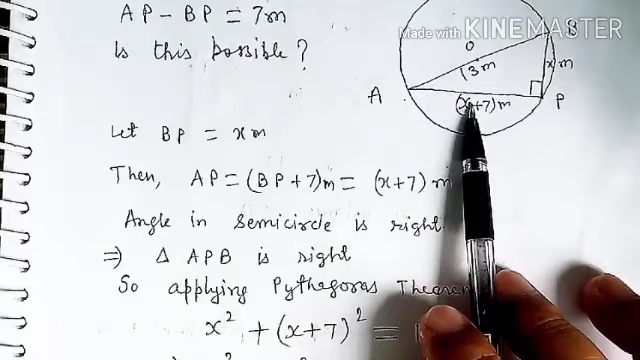 AP - BP = 7m
Is this possible?
Made with KINEMASTER
O
13m
x m
A
(x+7) m
P
Let BP = x m
Then, AP = (BP + 7)m = (x+7) m
Angle in semicircle is right
⇒ Δ APB is right
So applying Pythagoras Theorem
x² + (x+7)² =